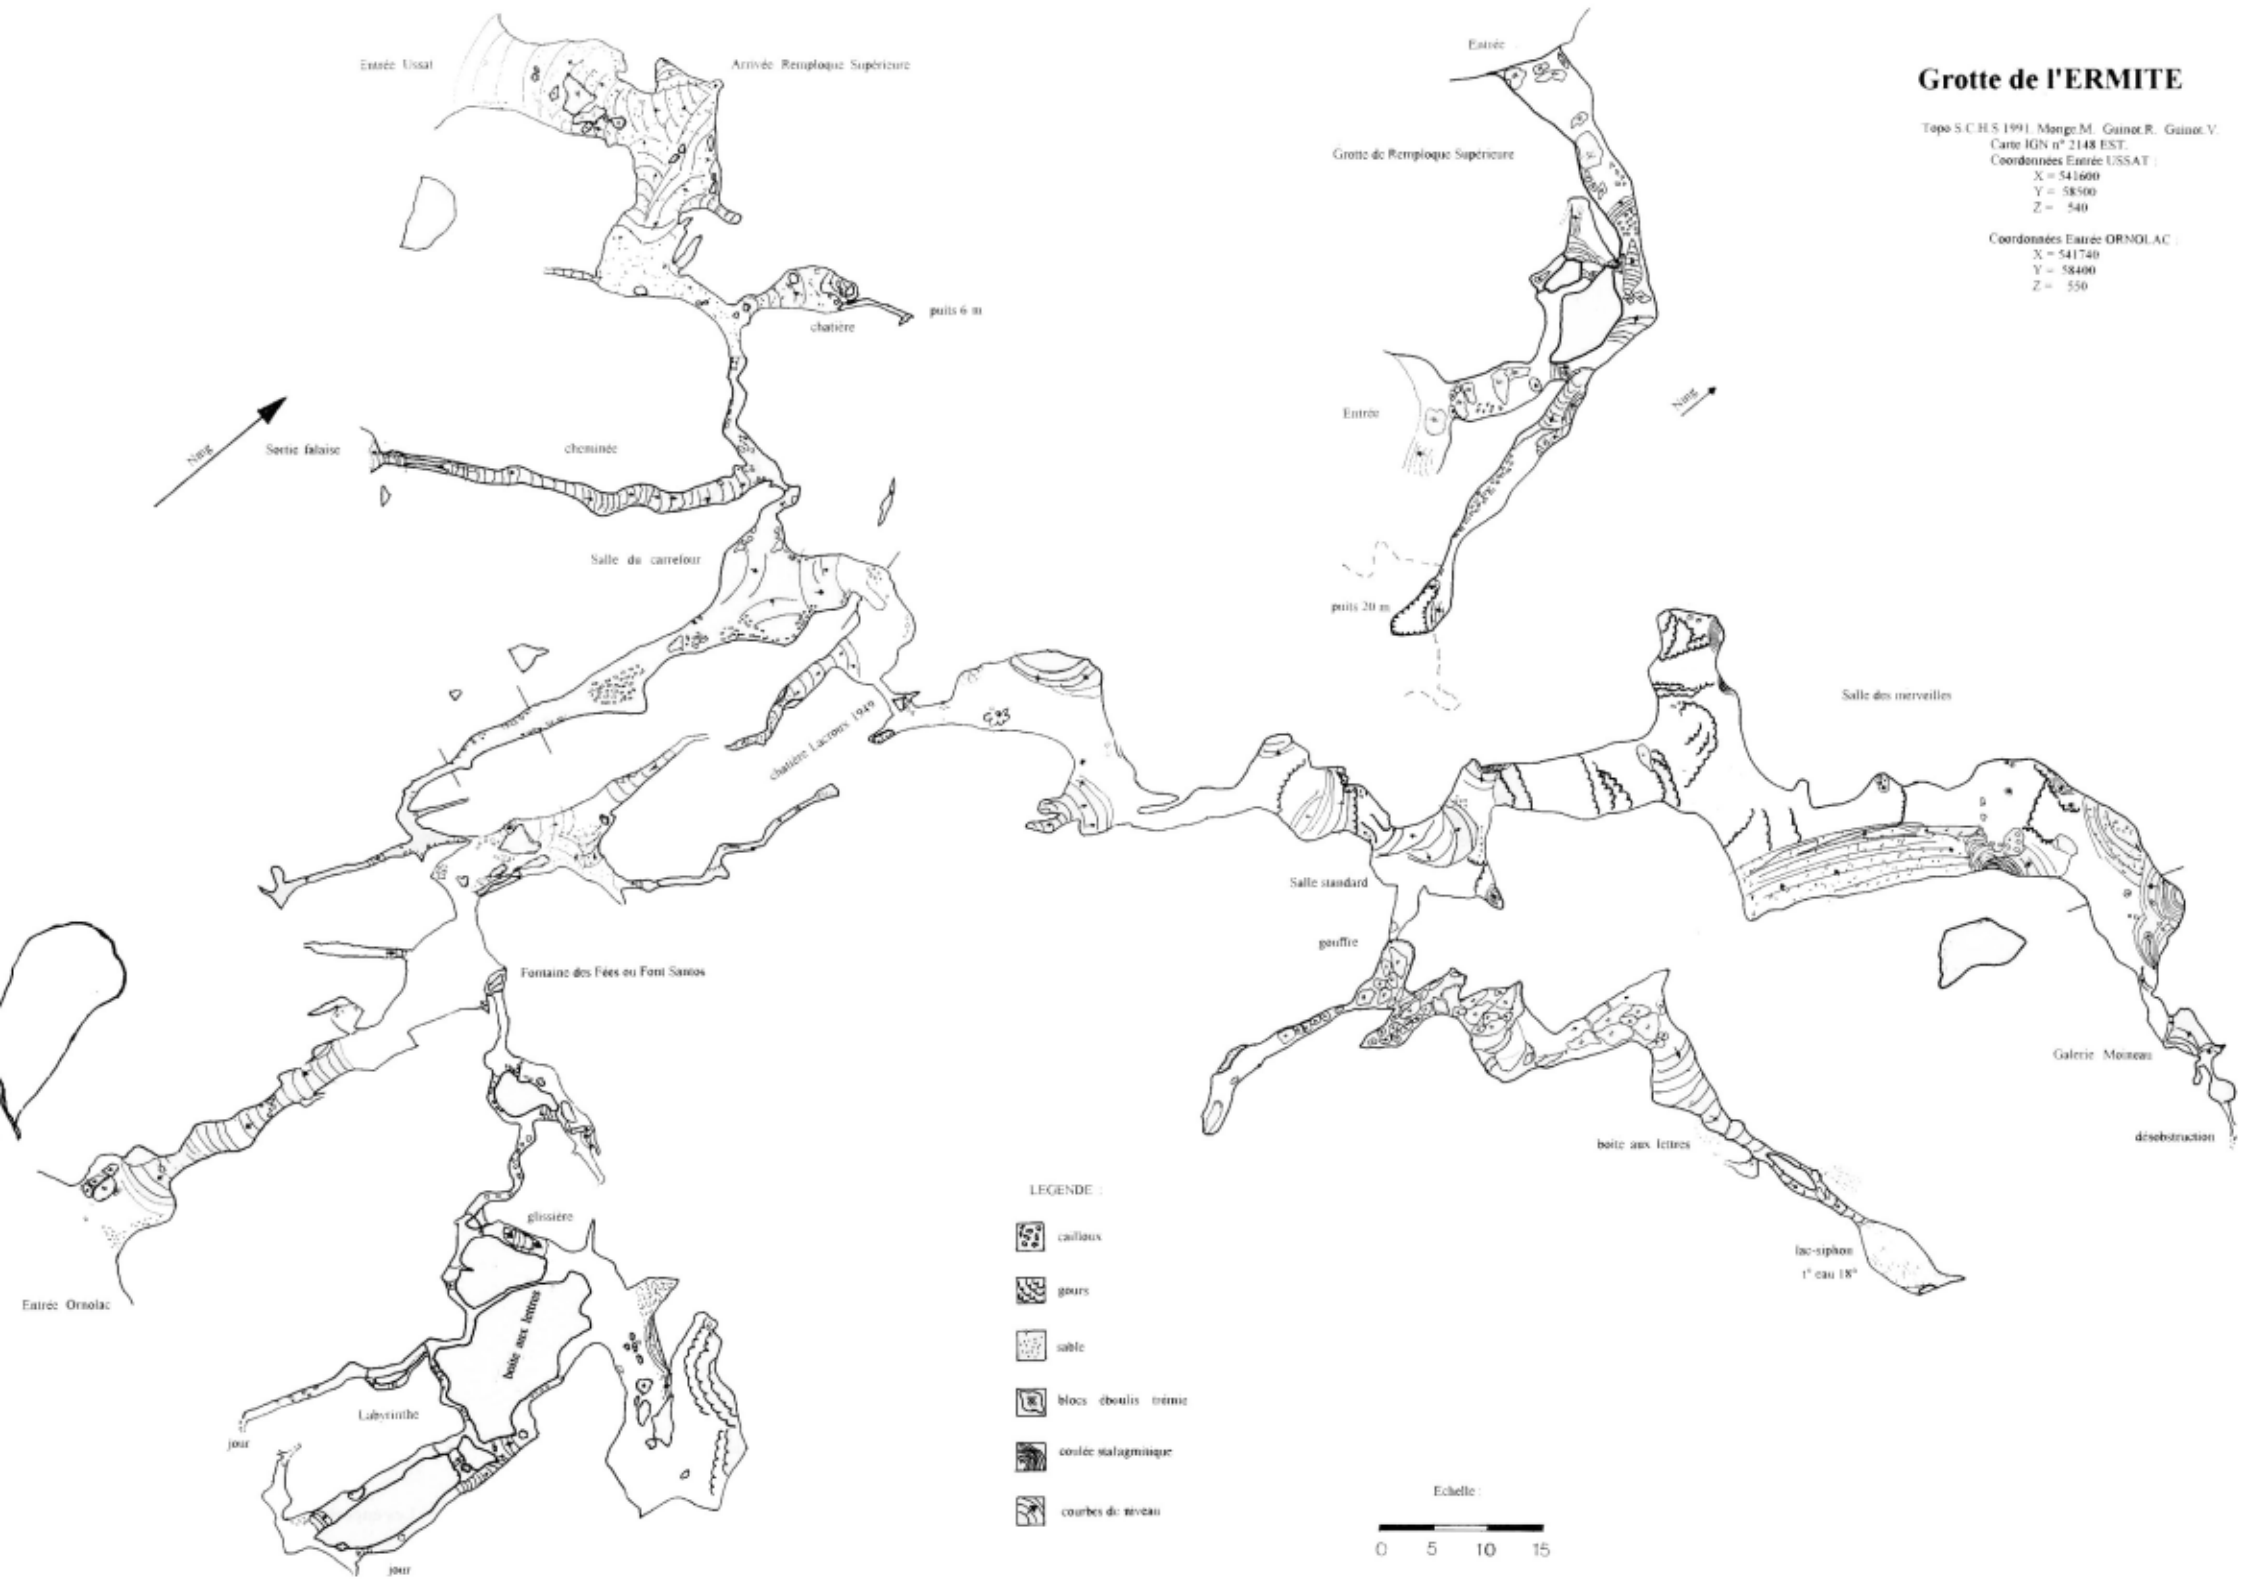 Entrée Ussat
Arrivée Remploque Supérieure
Entrée
Grotte de l'ERMITE
Topo S.C.H.S 1991. Monge.M. Guinot.R. Guinot.V.
Carte IGN n° 2148 EST.
Coordonnées Entrée USSAT :
X = 541600
Y = 58500
Z = 540
Coordonnées Entrée ORNOLAC :
X = 541740
Y = 58400
Z = 550
Grotte de Remploque Supérieure
puits 6 m
chatière
Nmg
Sortie falaise
cheminée
Entrée
Nmg
Salle du carrefour
puits 20 m
chatière Lacroux 1949
Salle des merveilles
Salle standard
gouffre
Fontaine des Fées ou Font Santos
Galerie Moineau
désobstruction
boite aux lettres
glissière
lac-siphon
t° eau 18°
Entrée Ornolac
boite aux lettres
Labyrinthe
jour
jour
LEGENDE :
cailloux
gours
sable
blocs éboulis trémie
coulée stalagmitique
courbes de niveau
Echelle :
0 5 10 15